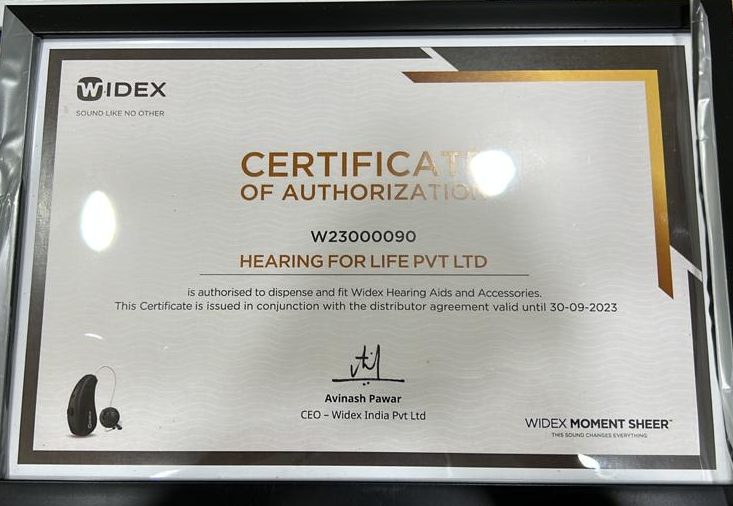 WIDEX
SOUND LIKE NO OTHER
CERTIFICATE
OF AUTHORIZATION
W23000090
HEARING FOR LIFE PVT LTD
is authorised to dispense and fit Widex Hearing Aids and Accessories.
This Certificate is issued in conjunction with the distributor agreement valid until 30-09-2023
Avinash Pawar
CEO – Widex India Pvt Ltd
WIDEX MOMENT SHEER™
THIS SOUND CHANGES EVERYTHING